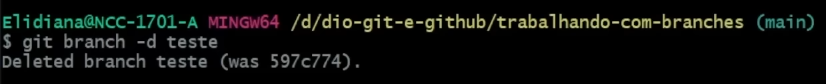 Elidiana@NCC-1701-A MINGW64 /d/dio-git-e-github/trabalhando-com-branches (main)
$ git branch -d teste
Deleted branch teste (was 597c774).